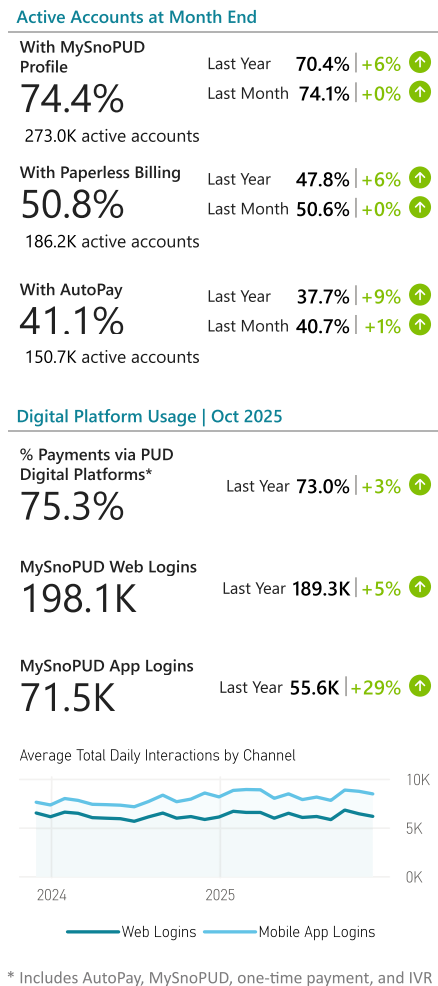 Active Accounts at Month End
With MySnoPUD
Profile
74.4%
273.0K active accounts
Last Year 70.4% +6%
Last Month 74.1% +0%
With Paperless Billing
50.8%
186.2K active accounts
Last Year 47.8% +6%
Last Month 50.6% +0%
With AutoPay
41.1%
150.7K active accounts
Last Year 37.7% +9%
Last Month 40.7% +1%
Digital Platform Usage | Oct 2025
% Payments via PUD
Digital Platforms*
75.3%
Last Year 73.0% +3%
MySnoPUD Web Logins
198.1K
Last Year 189.3K +5%
MySnoPUD App Logins
71.5K
Last Year 55.6K +29%
Average Total Daily Interactions by Channel
10K
5K
0K
2024 2025
Web Logins Mobile App Logins
* Includes AutoPay, MySnoPUD, one-time payment, and IVR